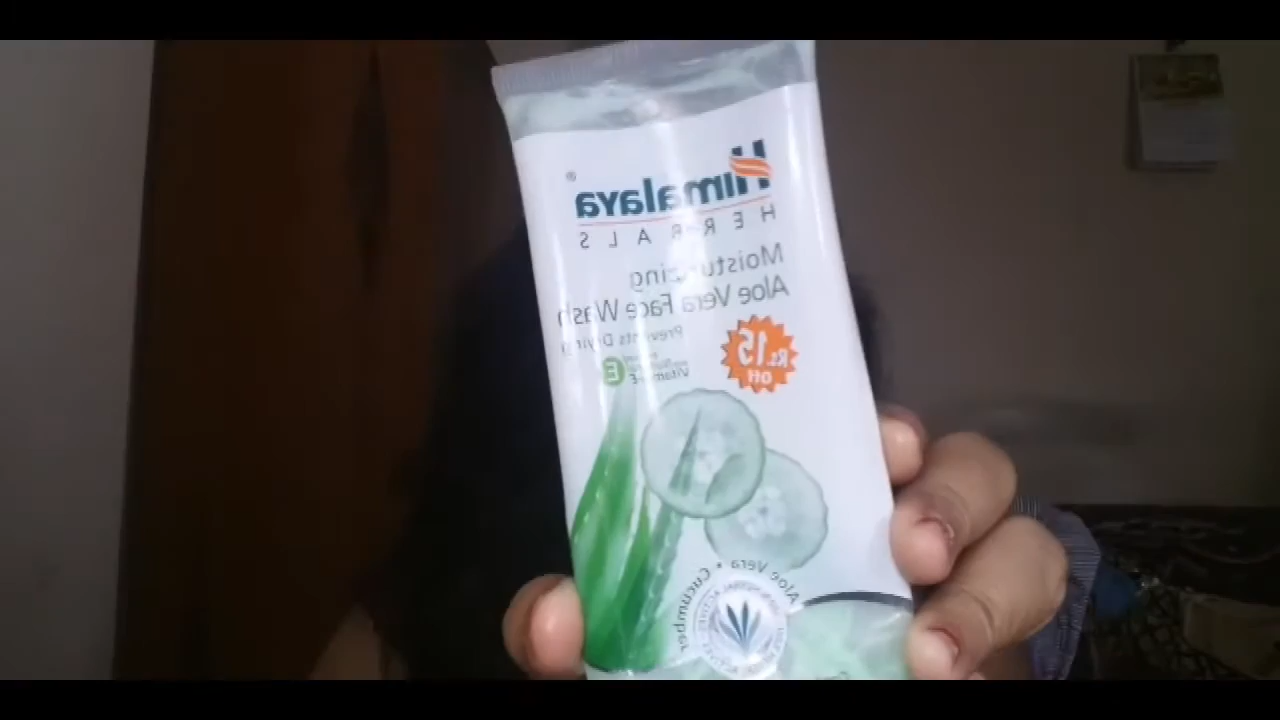 Himalaya®
HERBALS
Moisturizing
Aloe Vera Face Wash
Prevents Drying
Vitamin-E
E
Rs. 15
Off
Aloe Vera • Cucumber